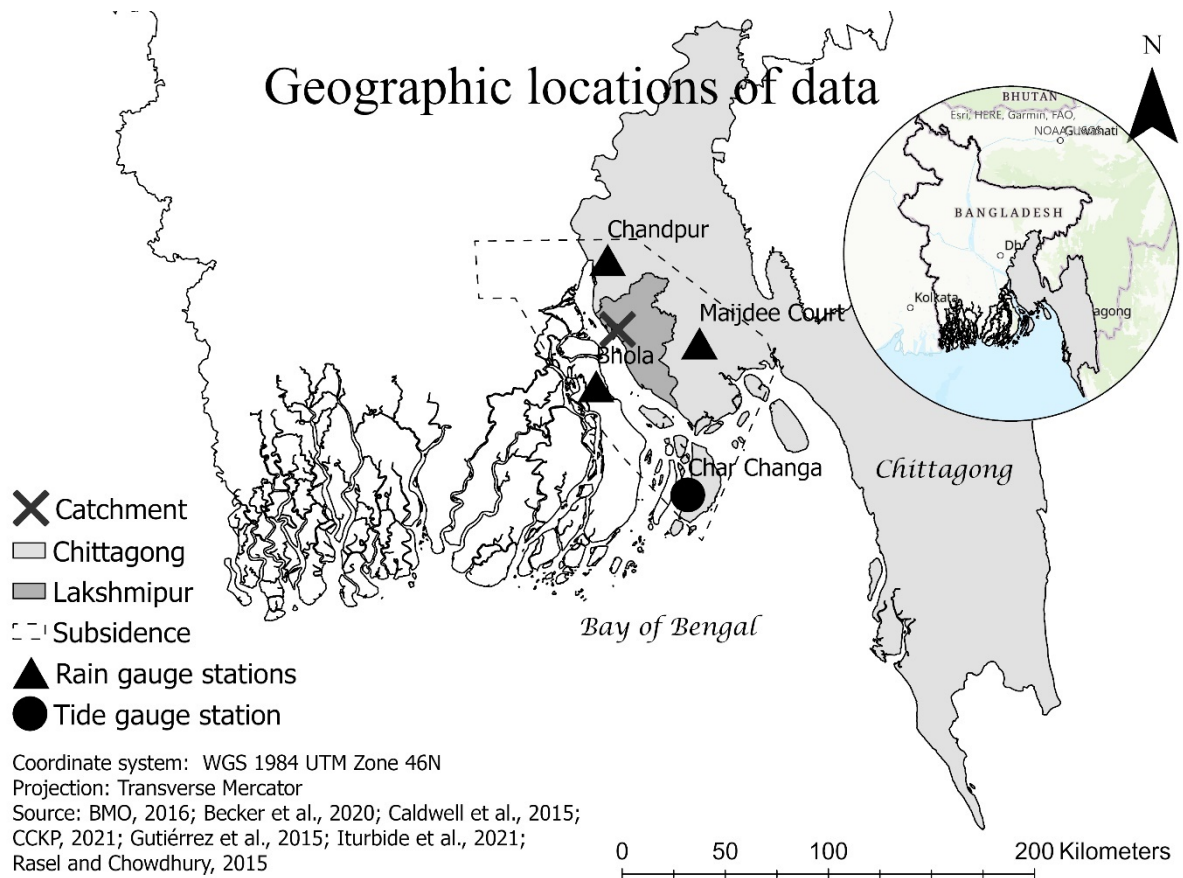 Geographic locations of data
N
BHUTAN
Esri, HERE, Garmin, FAO,
BANGLADESH
Dh
Kolkata
agong
Chandpur
Maijdee Court
Bhola
Char Changa
Chittagong
Bay of Bengal
Catchment
Chittagong
Lakshmipur
Subsidence
Rain gauge stations
Tide gauge station
Coordinate system: WGS 1984 UTM Zone 46N
Projection: Transverse Mercator
Source: BMO, 2016; Becker et al., 2020; Caldwell et al., 2015;
CCKP, 2021; Gutiérrez et al., 2015; Iturbide et al., 2021;
Rasel and Chowdhury, 2015
0 50 100 200 Kilometers